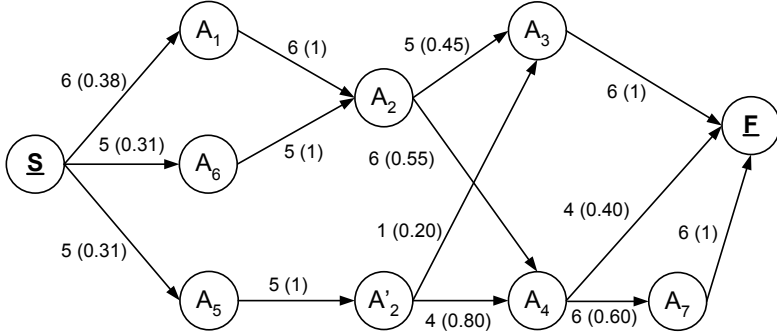 A1
6 (1)
5 (0.45)
A3
6 (0.38)
6 (1)
A2
F
5 (0.31)
S
A6
5 (1)
6 (0.55)
4 (0.40)
1 (0.20)
6 (1)
5 (0.31)
5 (1)
A5
A'2
4 (0.80)
A4
6 (0.60)
A7